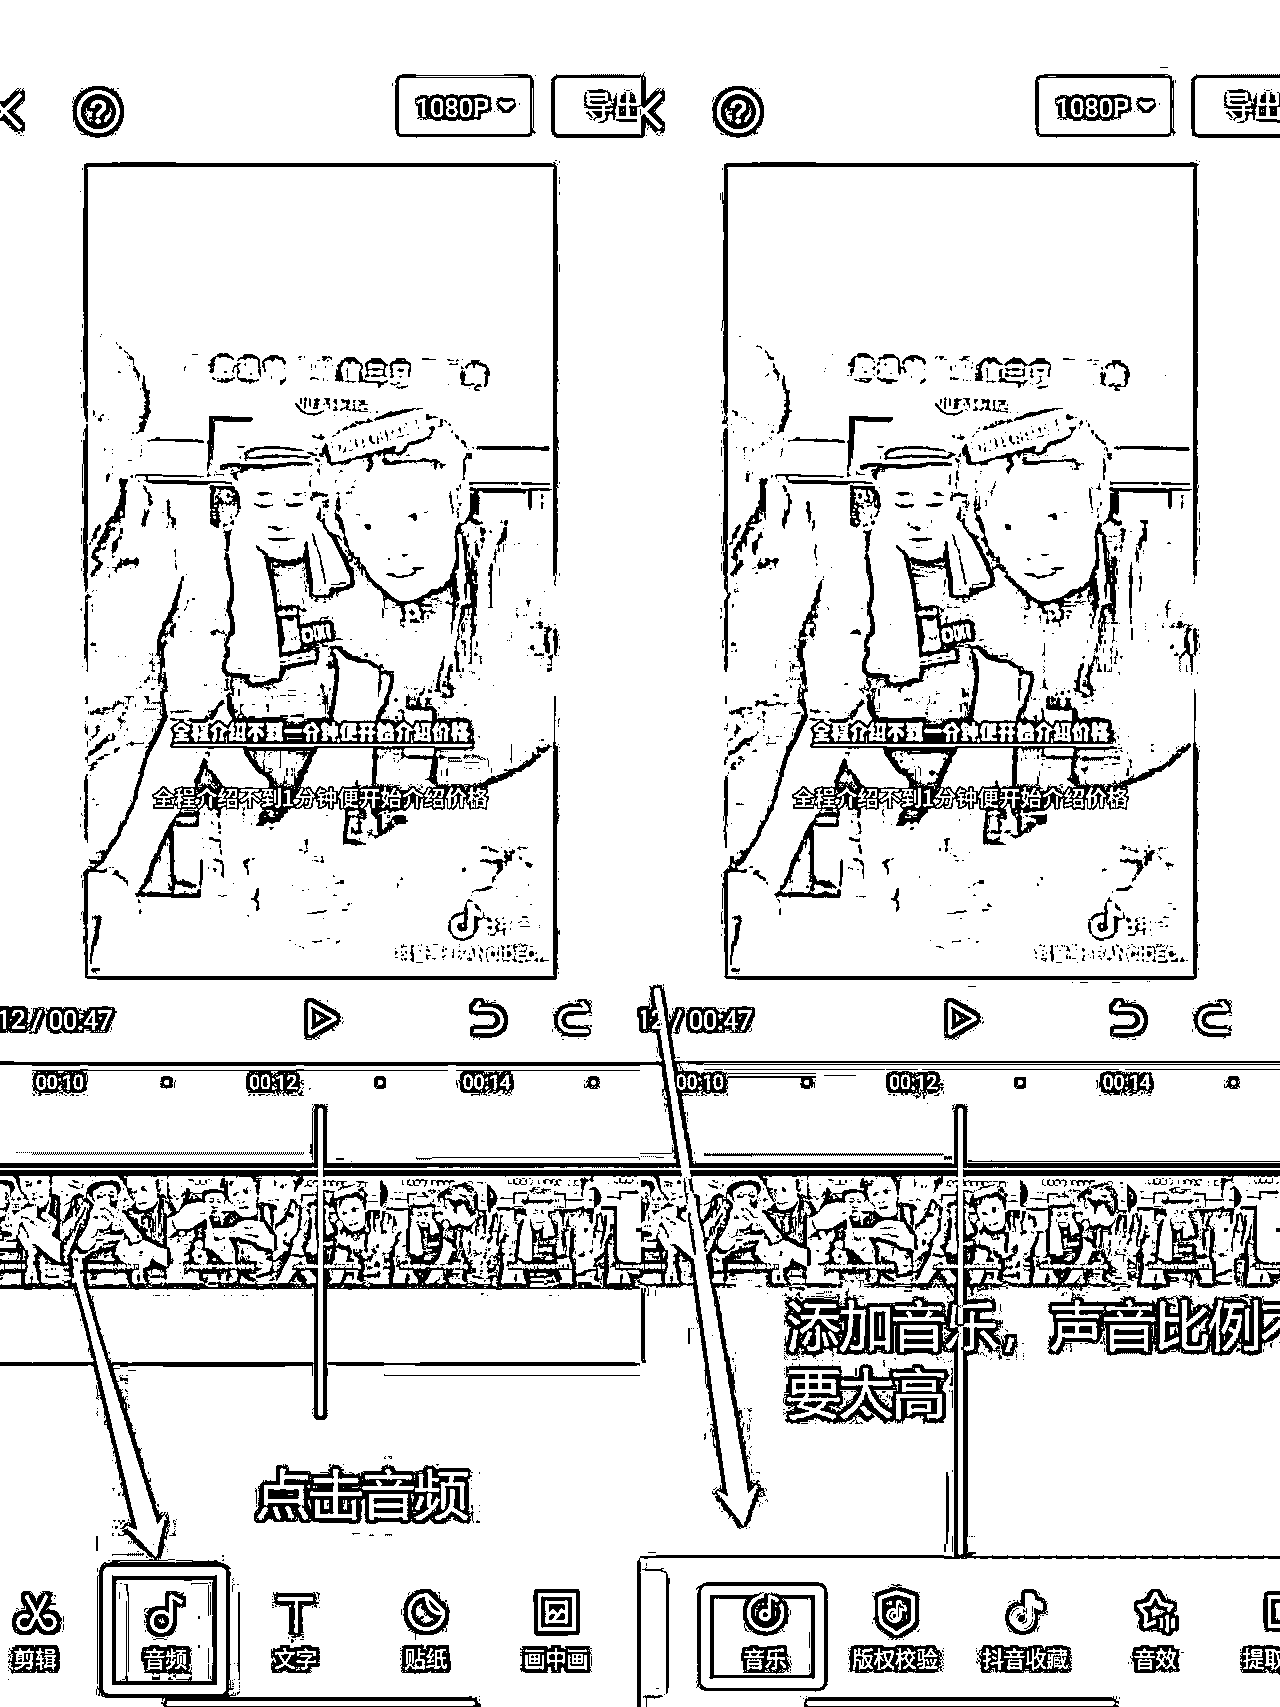 1080P
导出
1080P
导出
全程介绍不到一分钟便开始介绍价格
全程介绍不到1分钟便开始介绍价格
全程介绍不到一分钟便开始介绍价格
全程介绍不到1分钟便开始介绍价格
12/00:47
12/00:47
00:10
00:12
00:14
00:10
00:12
00:14
添加音乐，声音比例不
要太高
点击音频
剪辑
音频
文字
贴纸
画中画
音乐
版权校验
抖音收藏
音效
提取